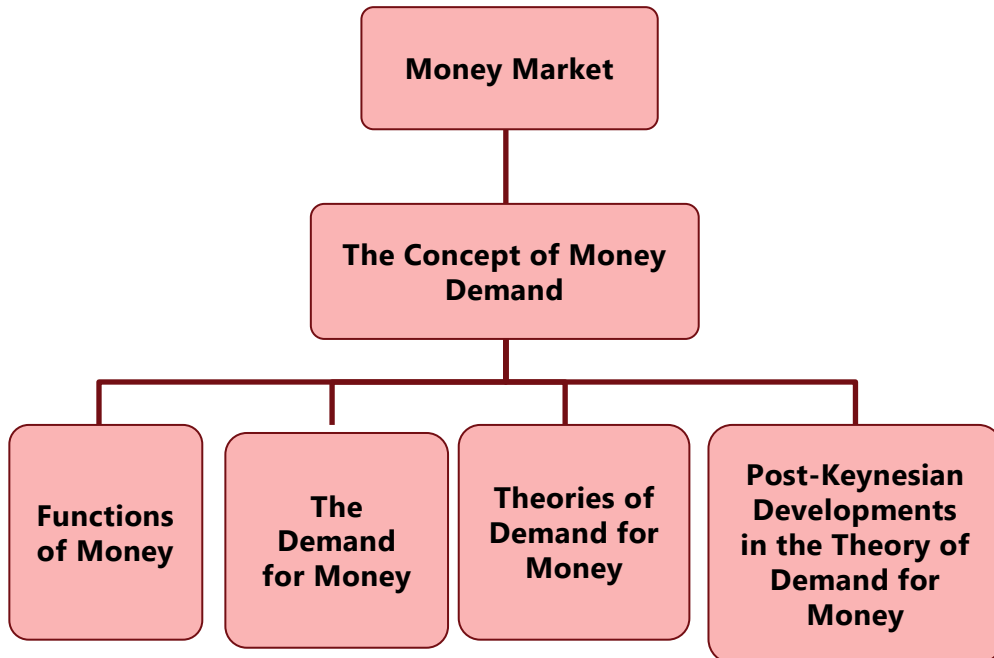 Money Market
The Concept of Money
Demand
Functions
of Money
The
Demand
for Money
Theories of
Demand for
Money
Post-Keynesian
Developments
in the Theory of
Demand for
Money